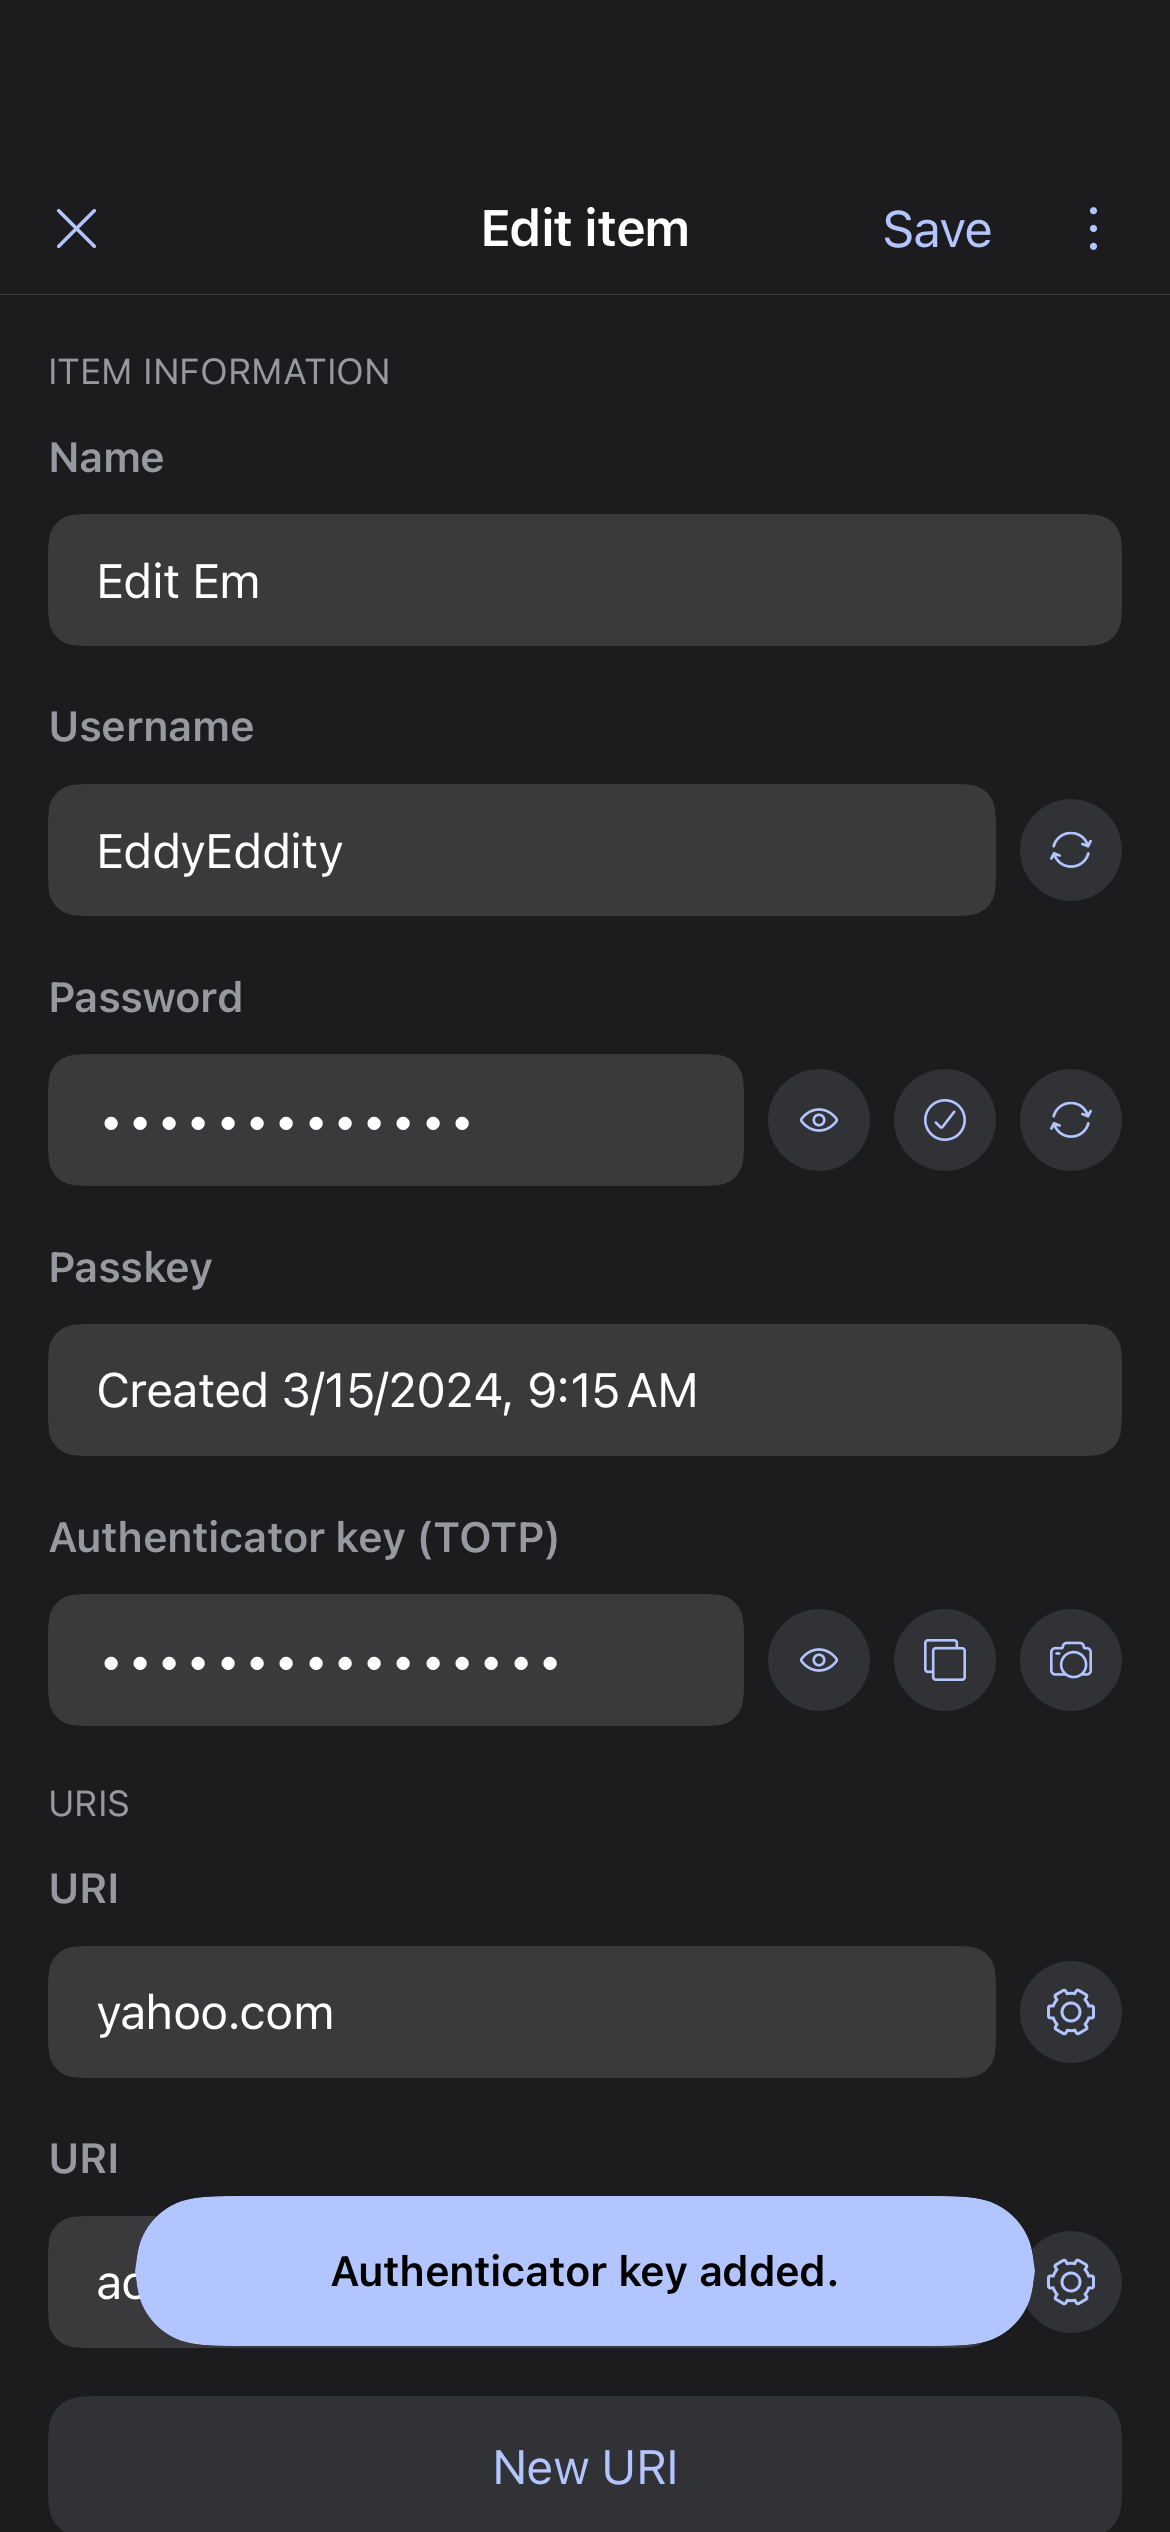 Edit item
Save
ITEM INFORMATION
Name
Edit Em
Username
EddyEddity
Password
•••••••••••••
Passkey
Created 3/15/2024, 9:15 AM
Authenticator key (TOTP)
••••••••••••••••
URIS
URI
yahoo.com
URI
Authenticator key added.
New URI